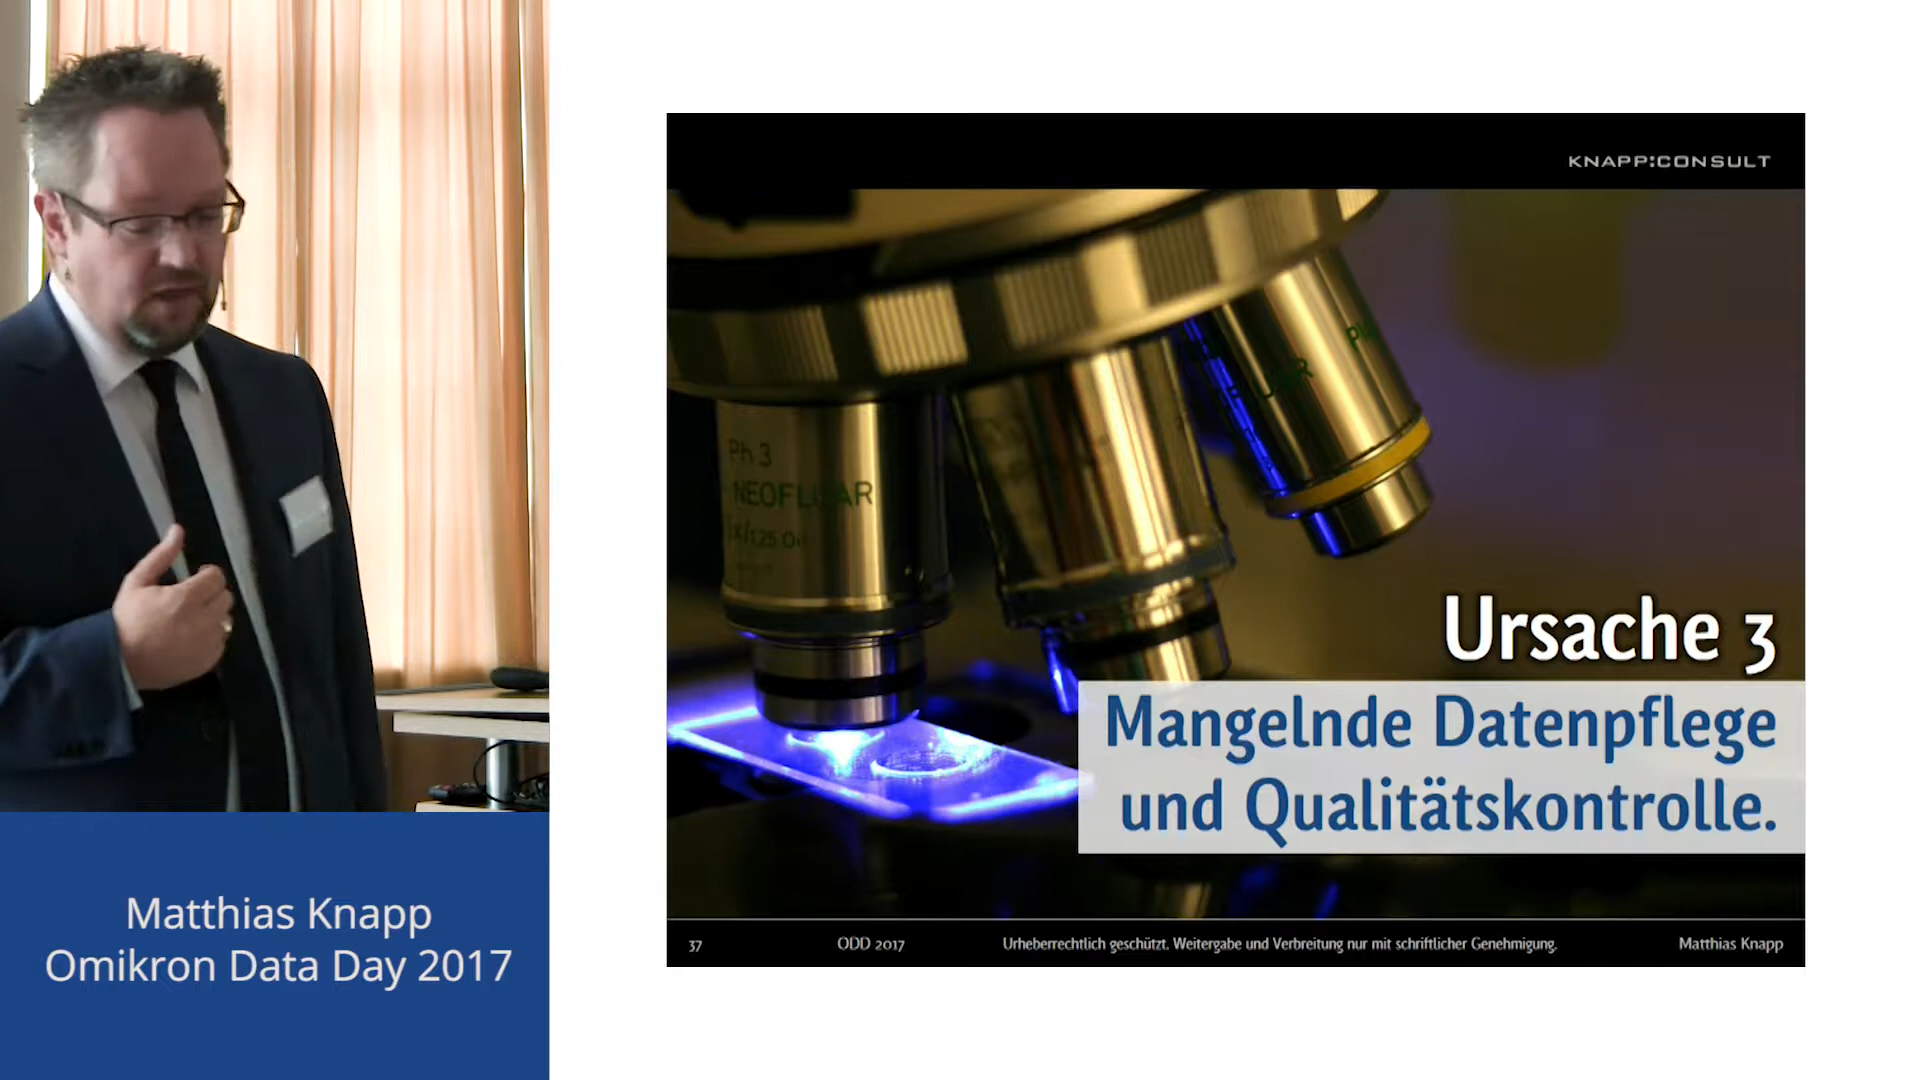 KNAPP:CONSULT
Ph 3
NEOFLUAR
Ursache 3
Mangelnde Datenpflege
und Qualitätskontrolle.
37 ODD 2017 Urheberrechtlich geschützt. Weitergabe und Verbreitung nur mit schriftlicher Genehmigung. Matthias Knapp
Matthias Knapp
Omikron Data Day 2017